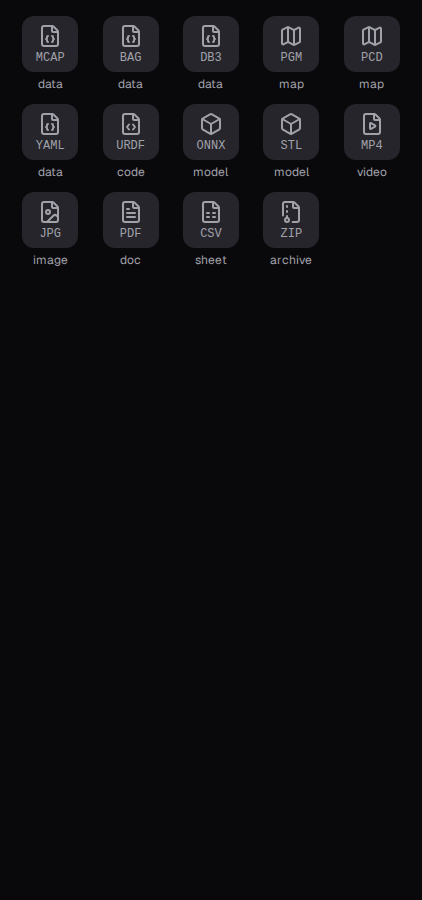 MCAP BAG DB3 PGM PCD
data data data map map
YAML URDF ONNX STL MP4
data code model model video
JPG PDF CSV ZIP
image doc sheet archive